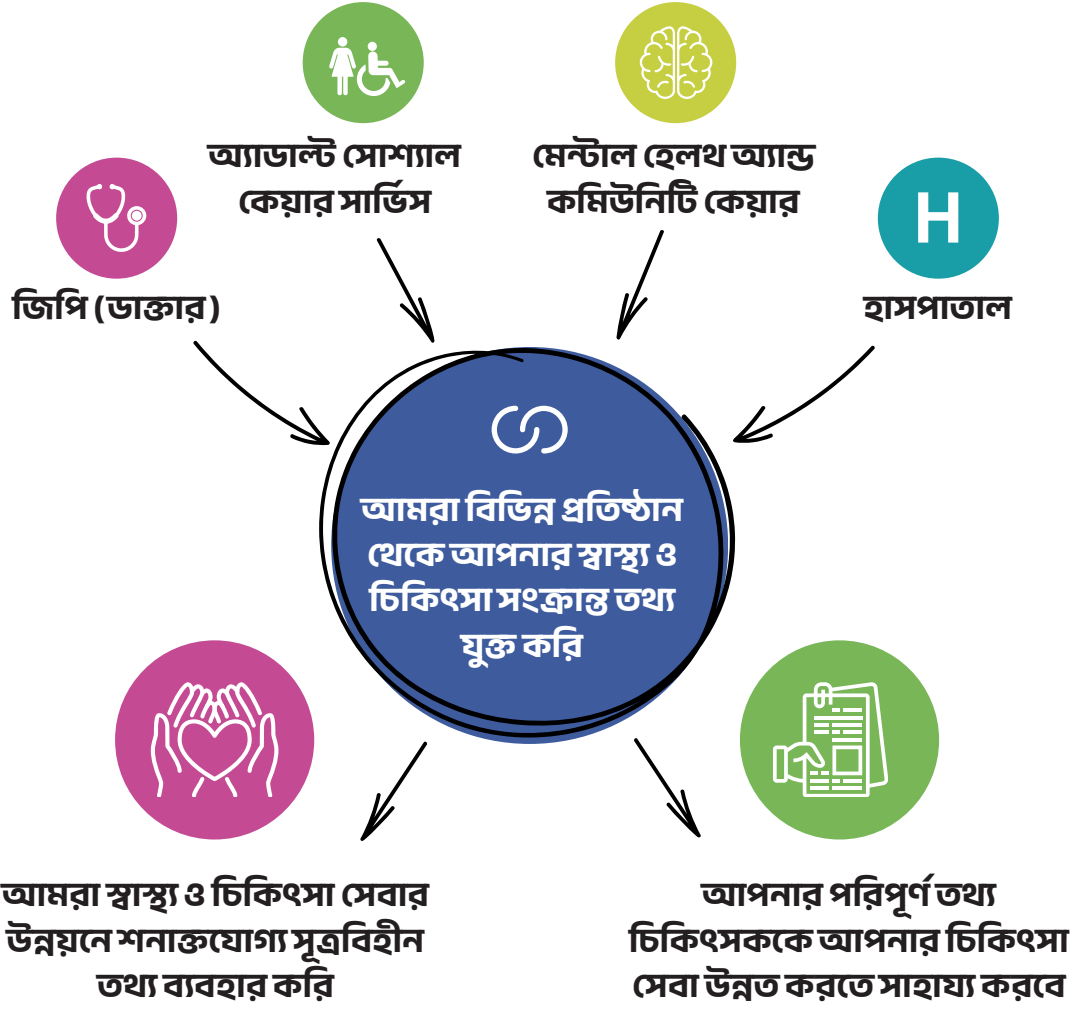 অ্যাডাল্ট সোশ্যাল
কেয়ার সার্ভিস
মেন্টাল হেলথ অ্যান্ড
কমিউনিটি কেয়ার
H
জিপি (ডাক্তার)
হাসপাতাল
আমরা বিভিন্ন প্রতিষ্ঠান
থেকে আপনার স্বাস্থ্য ও
চিকিৎসা সংক্রান্ত তথ্য
যুক্ত করি
আমরা স্বাস্থ্য ও চিকিৎসা সেবার
উন্নয়নে শনাক্তযোগ্য সূত্রবিহীন
তথ্য ব্যবহার করি
আপনার পরিপূর্ণ তথ্য
চিকিৎসককে আপনার চিকিৎসা
সেবা উন্নত করতে সাহায্য করবে